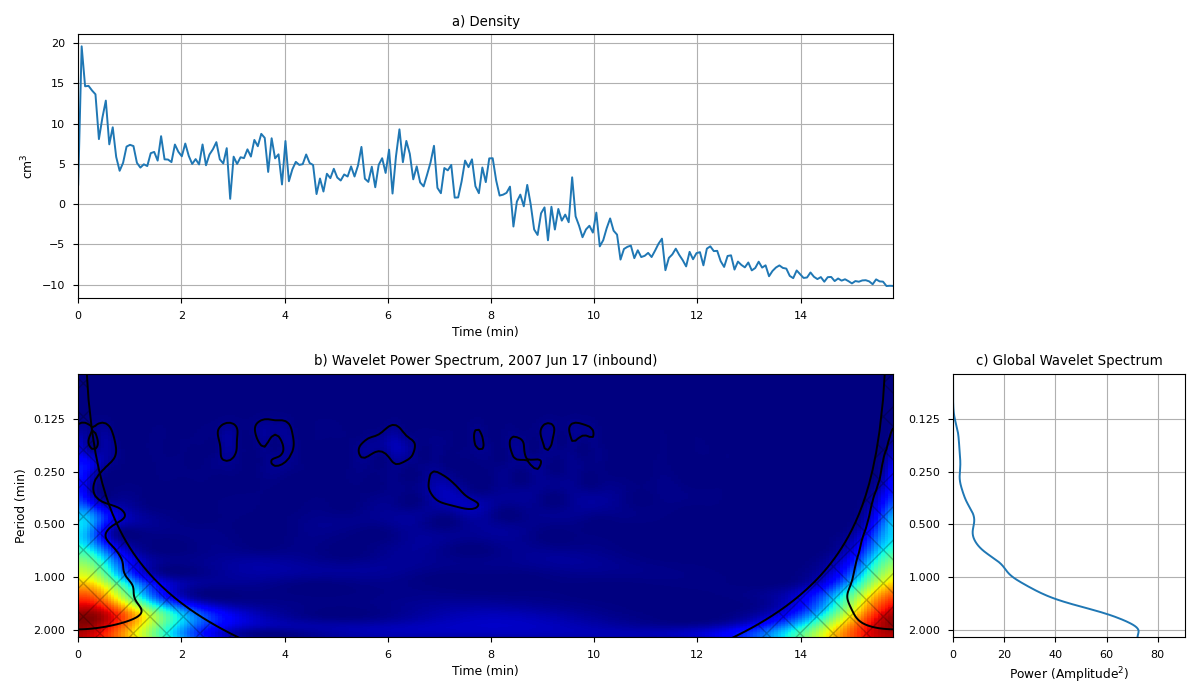 a) Density
cm³
20
15
10
5
0
−5
−10
0 2 4 6 8 10 12 14
Time (min)
b) Wavelet Power Spectrum, 2007 Jun 17 (inbound)
Period (min)
0.125
0.250
0.500
1.000
2.000
0 2 4 6 8 10 12 14
Time (min)
c) Global Wavelet Spectrum
0.125
0.250
0.500
1.000
2.000
0 20 40 60 80
Power (Amplitude²)